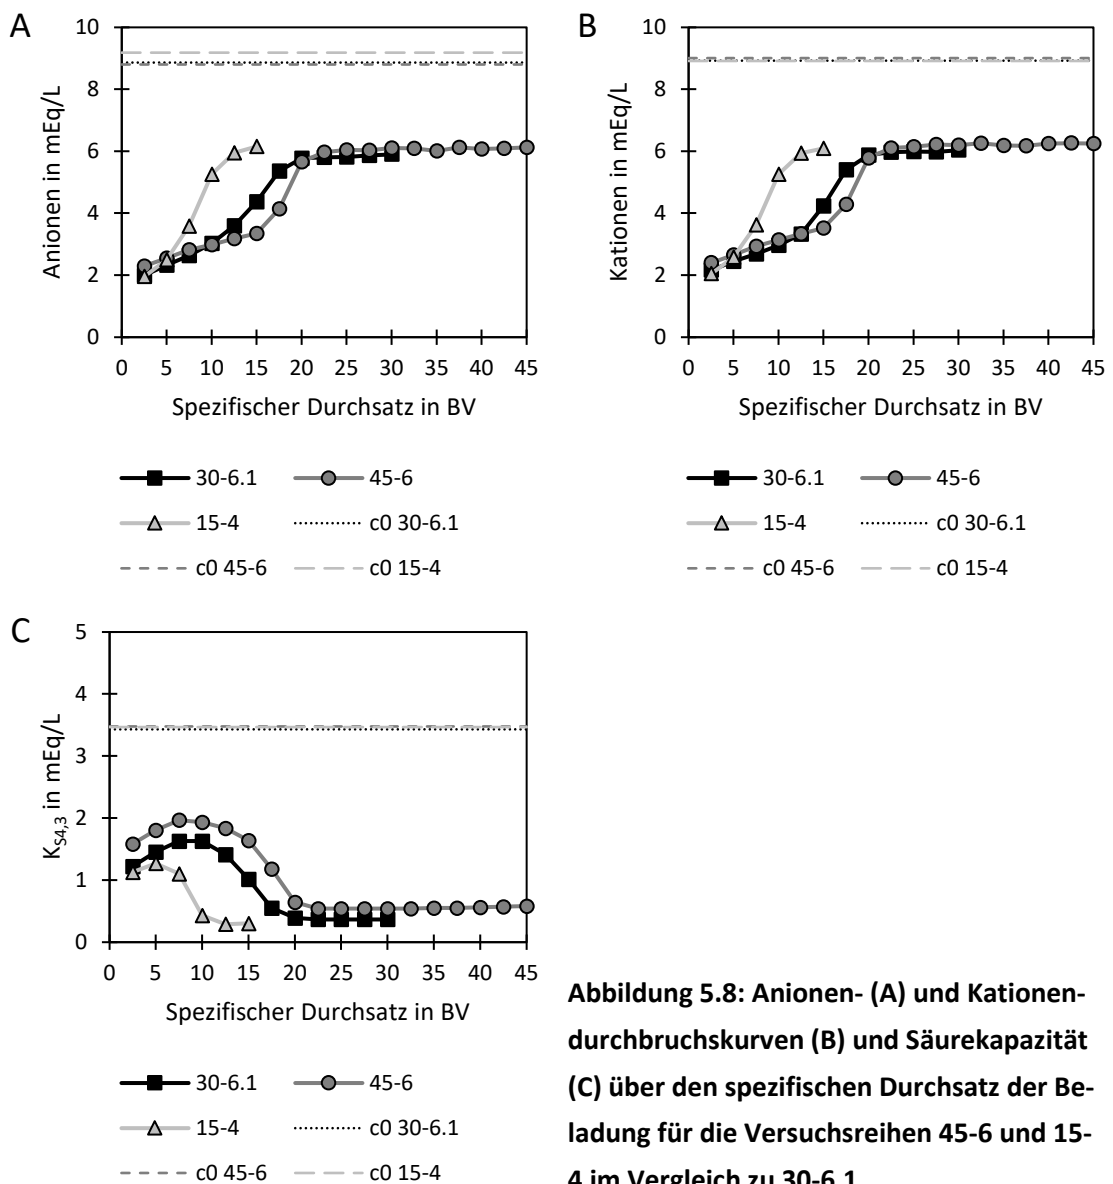 A
10
8
6
4
2
0
Anionen in mEq/L
0 5 10 15 20 25 30 35 40 45
Spezifischer Durchsatz in BV
30-6.1 45-6
15-4 c0 30-6.1
c0 45-6 c0 15-4
B
10
8
6
4
2
0
Kationen in mEq/L
0 5 10 15 20 25 30 35 40 45
Spezifischer Durchsatz in BV
30-6.1 45-6
15-4 c0 30-6.1
c0 45-6 c0 15-4
C
5
4
3
2
1
0
KS4,3 in mEq/L
0 5 10 15 20 25 30 35 40 45
Spezifischer Durchsatz in BV
30-6.1 45-6
15-4 c0 30-6.1
c0 45-6 c0 15-4
Abbildung 5.8: Anionen- (A) und Kationen-
durchbruchskurven (B) und Säurekapazität
(C) über den spezifischen Durchsatz der Be-
ladung für die Versuchsreihen 45-6 und 15-
4 im Vergleich zu 30-6.1